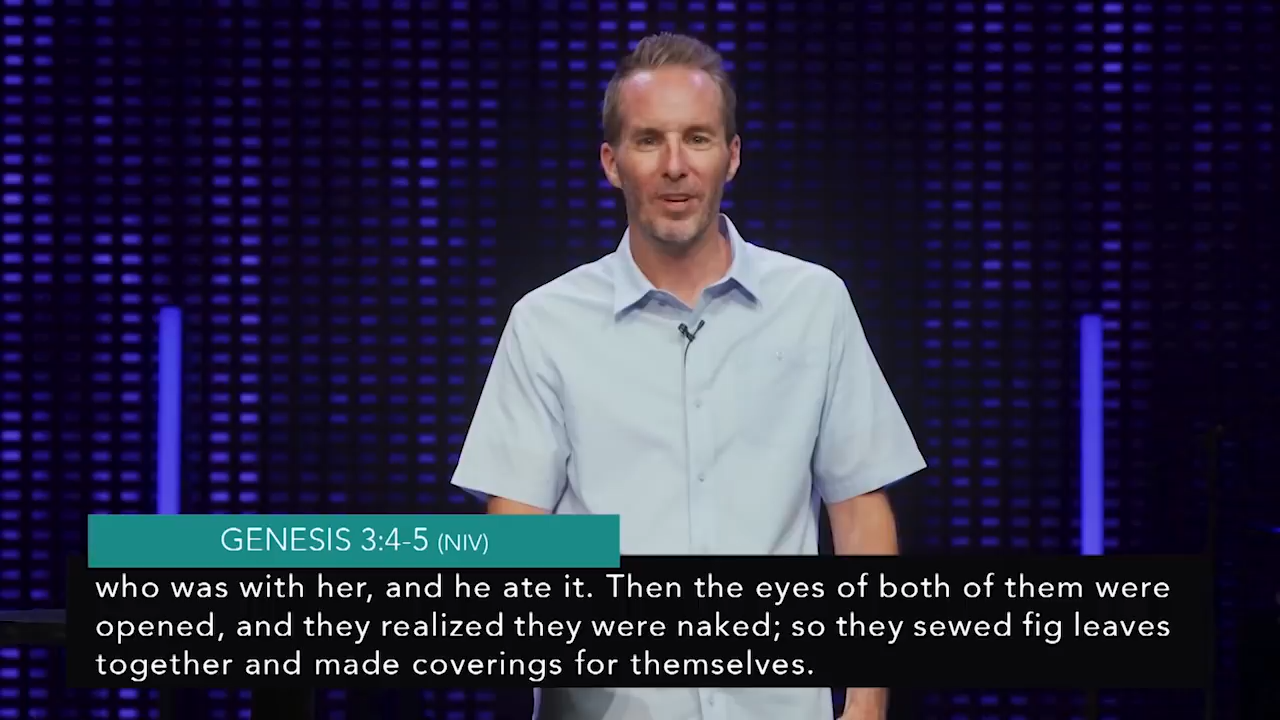 GENESIS 3:4-5 (NIV)
who was with her, and he ate it. Then the eyes of both of them were
opened, and they realized they were naked; so they sewed fig leaves
together and made coverings for themselves.